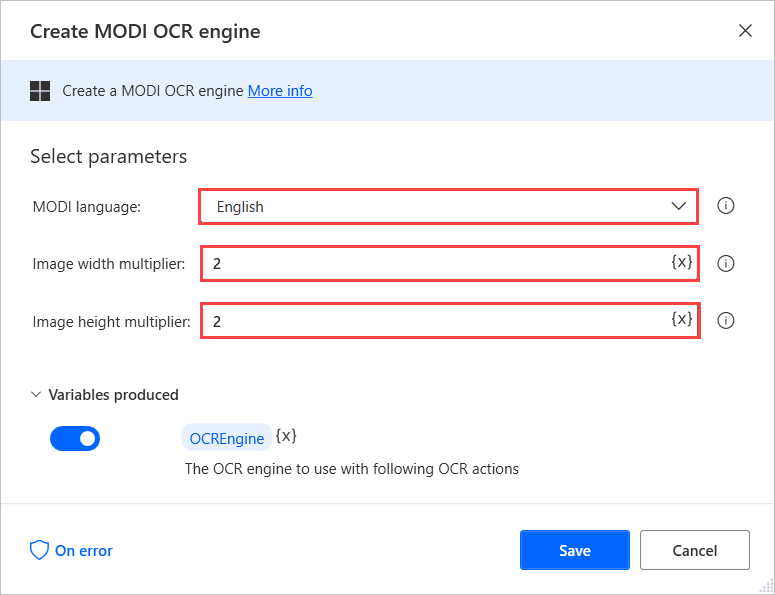 Create MODI OCR engine
Create a MODI OCR engine More info
Select parameters
MODI language: English
Image width multiplier: 2 {x}
Image height multiplier: 2 {x}
Variables produced
OCREngine {x}
The OCR engine to use with following OCR actions
On error Save Cancel